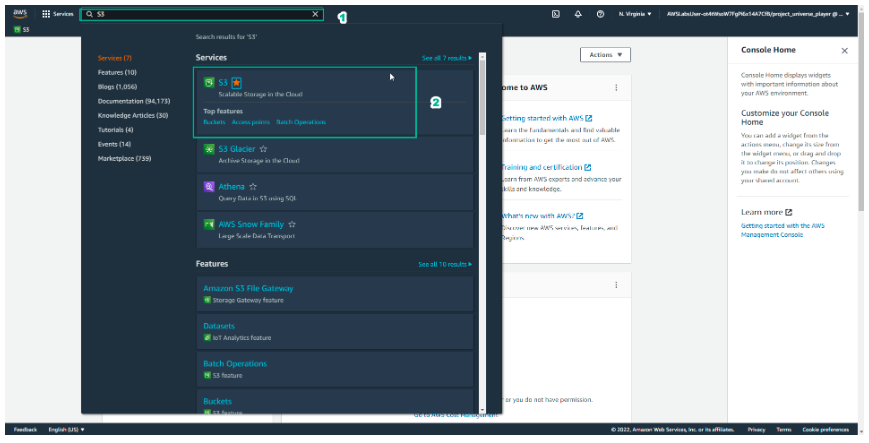 aws
Services
S3
1
N. Virginia
project_universe_player @ ...
S3
Search results for 'S3'
Services (7)
Features (10)
Blogs (1,056)
Documentation (94,173)
Knowledge Articles (30)
Tutorials (4)
Events (14)
Marketplace (739)
Services
See all 7 results
S3
Scalable Storage in the Cloud
Top features
Buckets Access points Batch Operations
2
S3 Glacier
Archive Storage in the Cloud
Athena
Query Data in S3 using SQL
AWS Snow Family
Large Scale Data Transport
Features
See all 10 results
Amazon S3 File Gateway
Storage Gateway feature
Datasets
IoT Analytics feature
Batch Operations
S3 feature
Buckets
S3 feature
Actions
ome to AWS
Getting started with AWS
Learn the fundamentals and find valuable
information to get the most out of AWS.
Training and certification
Learn from AWS experts and advance your
skills and knowledge.
What's new with AWS?
Discover new AWS services, features, and
Regions.
or you do not have permission.
Go to AWS Cost Management
Console Home
Console Home displays widgets
with important information about
your AWS environment.
Customize your Console
Home
You can add a widget from the
actions menu, change its size from
the widget menu, or drag and drop
it to change its position. Changes
you make do not affect others using
your shared account.
Learn more
Getting started with the AWS
Management Console
Feedback English (US)
© 2022, Amazon Web Services, Inc. or its affiliates. Privacy Terms Cookie preferences